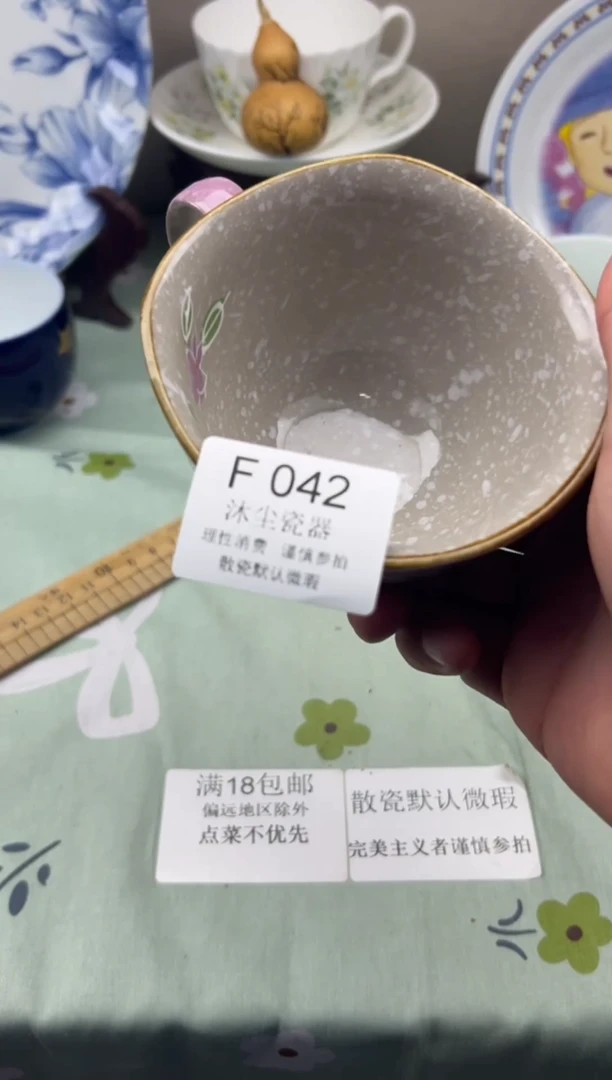 F 042
沐尘瓷器
理性消费 谨慎参拍
散瓷默认微瑕
满18包邮
偏远地区除外
点菜不优先
散瓷默认微瑕
完美主义者谨慎参拍